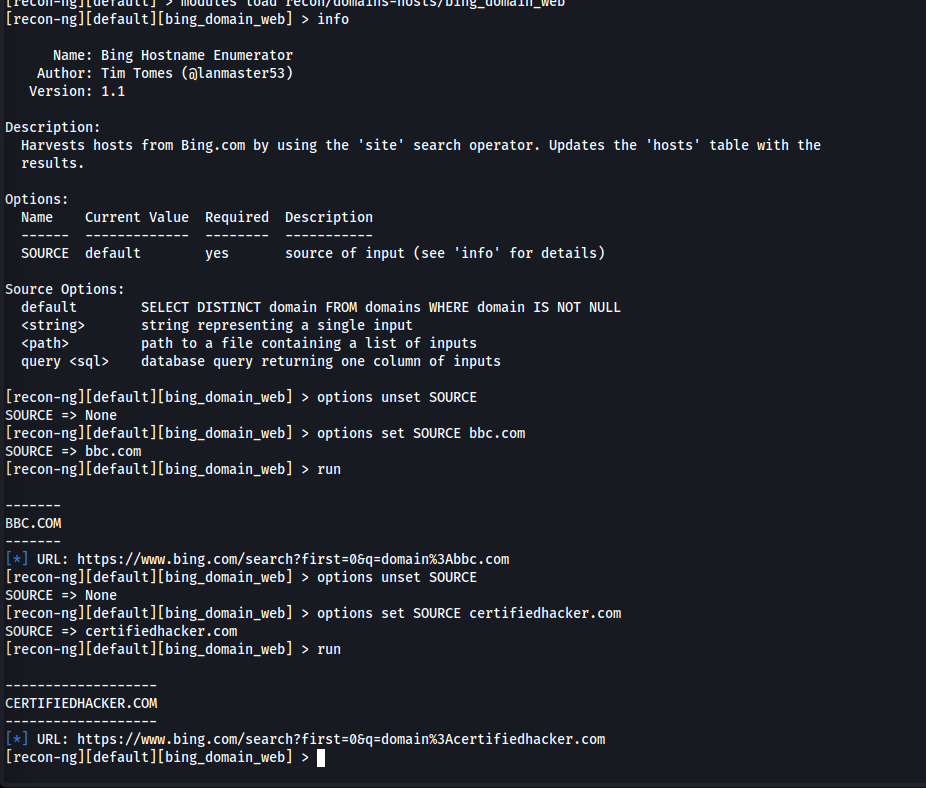 [recon-ng][default] > modules load recon/domains-hosts/bing_domain_web
[recon-ng][default][bing_domain_web] > info
Name: Bing Hostname Enumerator
Author: Tim Tomes (@lanmaster53)
Version: 1.1
Description:
Harvests hosts from Bing.com by using the 'site' search operator. Updates the 'hosts' table with the
results.
Options:
Name Current Value Required Description
------ ------------- -------- -----------
SOURCE default yes source of input (see 'info' for details)
Source Options:
default SELECT DISTINCT domain FROM domains WHERE domain IS NOT NULL
<string> string representing a single input
<path> path to a file containing a list of inputs
query <sql> database query returning one column of inputs
[recon-ng][default][bing_domain_web] > options unset SOURCE
SOURCE => None
[recon-ng][default][bing_domain_web] > options set SOURCE bbc.com
SOURCE => bbc.com
[recon-ng][default][bing_domain_web] > run
-------
BBC.COM
-------
[*] URL: https://www.bing.com/search?first=0&q=domain%3Abbc.com
[recon-ng][default][bing_domain_web] > options unset SOURCE
SOURCE => None
[recon-ng][default][bing_domain_web] > options set SOURCE certifiedhacker.com
SOURCE => certifiedhacker.com
[recon-ng][default][bing_domain_web] > run
-------------------
CERTIFIEDHACKER.COM
-------------------
[*] URL: https://www.bing.com/search?first=0&q=domain%3Acertifiedhacker.com
[recon-ng][default][bing_domain_web] >